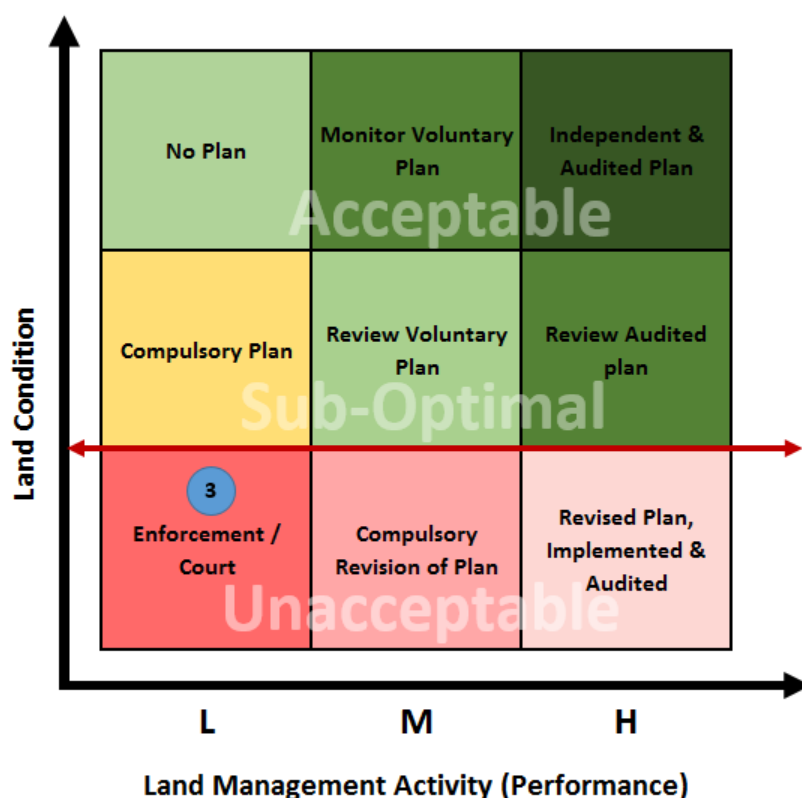 No Plan
Monitor Voluntary
Plan
Independent &
Audited Plan
Acceptable
Compulsory Plan
Review Voluntary
Plan
Review Audited
plan
Sub-Optimal
3
Enforcement /
Court
Compulsory
Revision of Plan
Revised Plan,
Implemented &
Audited
Unacceptable
Land Condition
L
M
H
Land Management Activity (Performance)